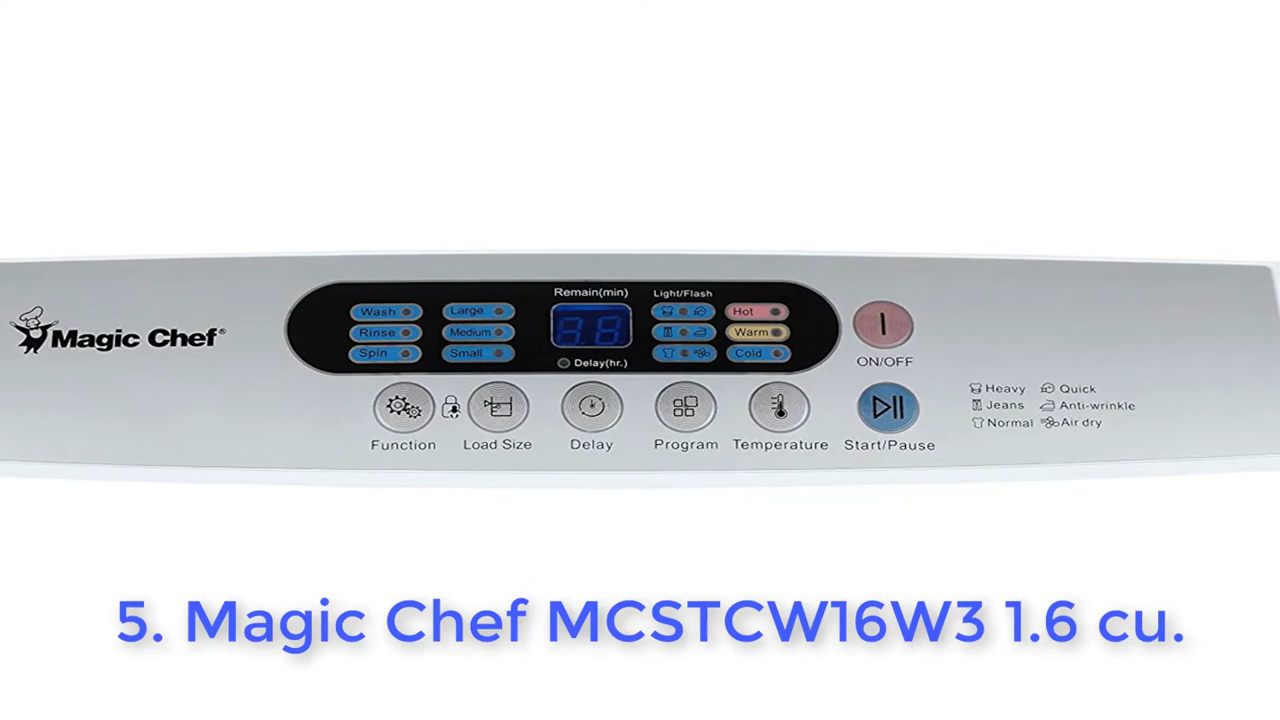 Magic Chef®
Remain(min)
Light/Flash
Wash
Large
Hot
Rinse
Medium
Warm
Spin
Small
Cold
Delay(hr.)
ON/OFF
Function
Load Size
Delay
Program
Temperature
Start/Pause
Heavy Quick
Jeans Anti-wrinkle
Normal Air dry
5. Magic Chef MCSTCW16W3 1.6 cu.